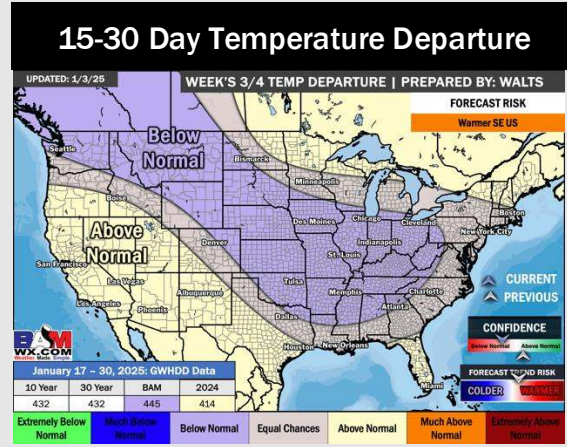 15-30 Day Temperature Departure
UPDATED: 1/3/25
WEEK'S 3/4 TEMP DEPARTURE | PREPARED BY: WALTS
FORECAST RISK
Warmer SE US
Below
Normal
Seattle
Bismarck
Minneapolis
Boise
Boston
Des Moines
Chicago
Cleveland
New York City
Above
Normal
Denver
Indianapolis
St. Louis
San Francisco
Las Vegas
Tulsa
Memphis
Charlotte
Los Angeles
Albuquerque
Phoenix
Atlanta
Dallas
Houston
New Orleans
Miami
CURRENT
PREVIOUS
CONFIDENCE
Below Normal Above Normal
FORECAST TREND RISK
COLDER WARMER
BAM
WX.COM
Weather Made Simple
January 17 – 30, 2025: GWHDD Data
10 Year 30 Year BAM 2024
432 432 445 414
Extremely Below Normal
Much Below Normal
Below Normal
Equal Chances
Above Normal
Much Above Normal
Extremely Above Normal